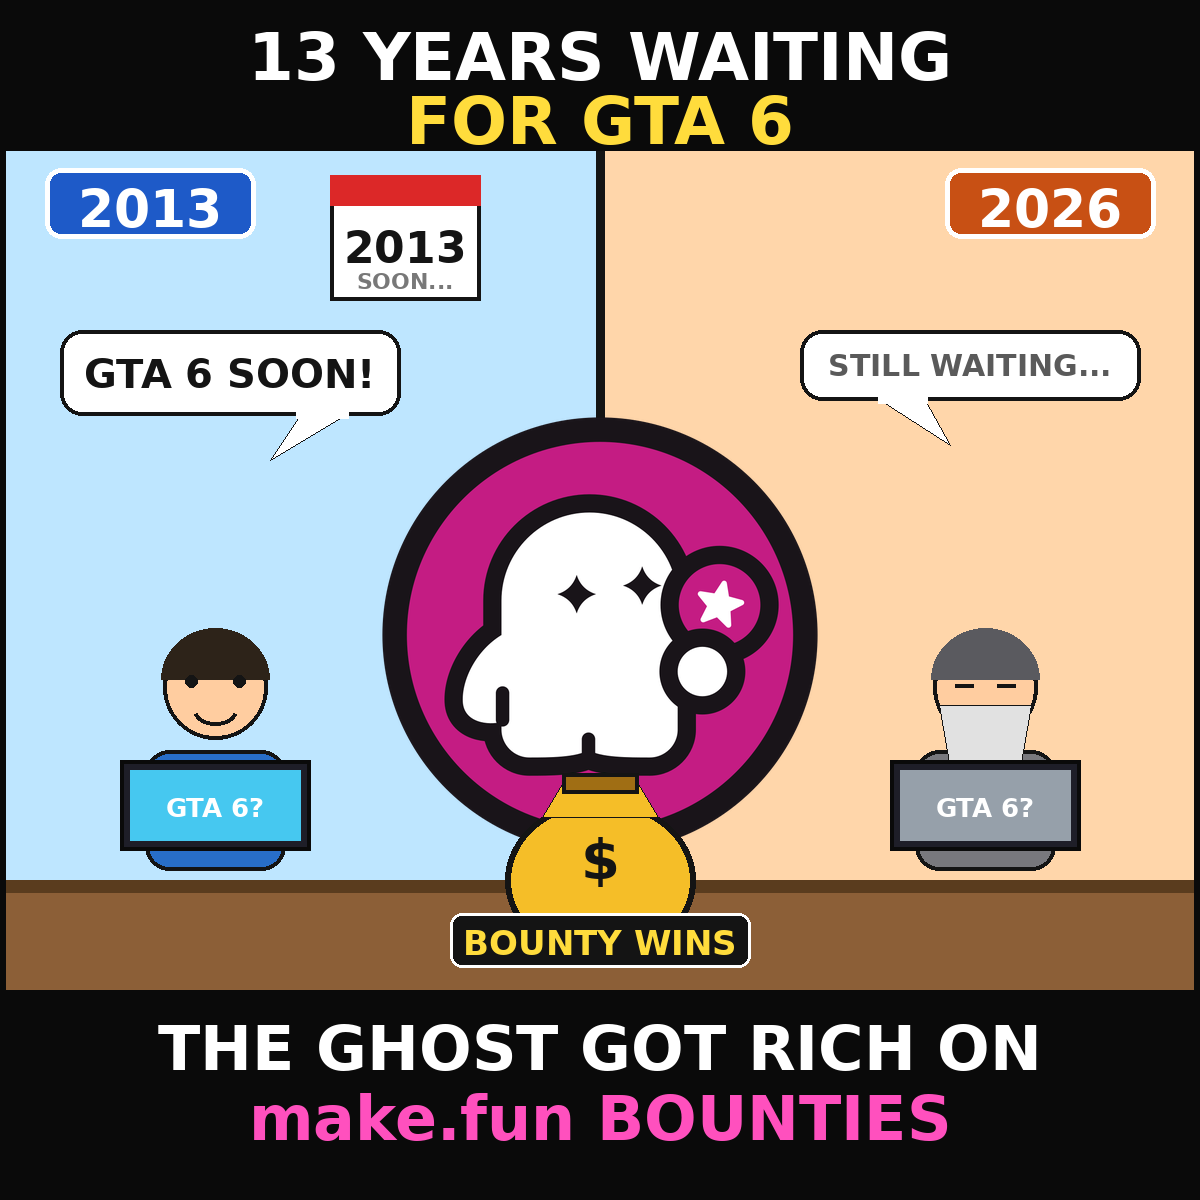 13 YEARS WAITING
FOR GTA 6
2013
2013
SOON...
2026
GTA 6 SOON!
STILL WAITING...
GTA 6?
GTA 6?
$
BOUNTY WINS
THE GHOST GOT RICH ON
make.fun BOUNTIES